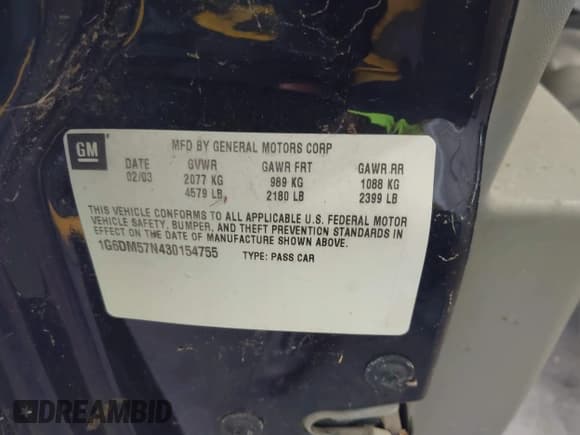 GM
MFD BY GENERAL MOTORS CORP
DATE GVWR GAWR FRT GAWR RR
02/03 2077 KG 989 KG 1088 KG
4579 LB 2180 LB 2399 LB
THIS VEHICLE CONFORMS TO ALL APPLICABLE U.S. FEDERAL MOTOR
VEHICLE SAFETY, BUMPER, AND THEFT PREVENTION STANDARDS IN
EFFECT ON THE DATE OF MANUFACTURE SHOWN ABOVE.
1G6DM57N430154755 TYPE: PASS CAR
DREAMBID